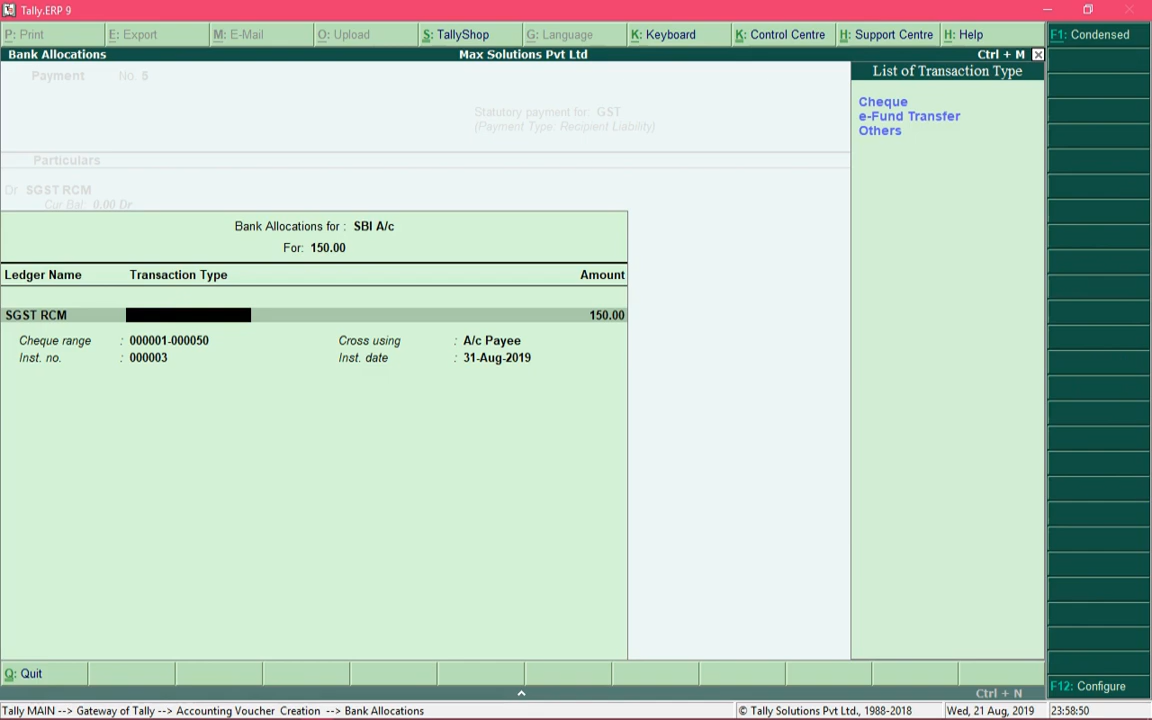 Tally.ERP 9
P: Print E: Export M: E-Mail O: Upload S: TallyShop G: Language K: Keyboard K: Control Centre H: Support Centre H: Help F1: Condensed
Bank Allocations Max Solutions Pvt Ltd Ctrl + M
Payment No. 5
List of Transaction Type
Cheque
e-Fund Transfer
Others
Statutory payment for: GST
(Payment Type: Recipient Liability)
Particulars
Dr SGST RCM
Cur Bal: 0.00 Dr
Bank Allocations for : SBI A/c
For: 150.00
Ledger Name Transaction Type Amount
SGST RCM 150.00
Cheque range : 000001-000050 Cross using : A/c Payee
Inst. no. : 000003 Inst. date : 31-Aug-2019
Q: Quit
F12: Configure
Ctrl + N
Tally MAIN --> Gateway of Tally --> Accounting Voucher Creation --> Bank Allocations © Tally Solutions Pvt Ltd., 1988-2018 Wed, 21 Aug, 2019 23:58:50